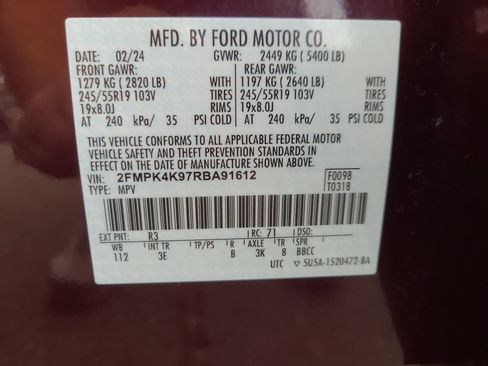 MFD. BY FORD MOTOR CO.
DATE: 02/24 GVWR: 2449 KG ( 5400 LB)
FRONT GAWR: REAR GAWR:
1279 KG ( 2820 LB) 1197 KG ( 2640 LB) WITH
245/55R19 103V 245/55R19 103V TIRES
19x8.0J 19x8.0J RIMS
AT 240 kPa/ 35 PSI COLD AT 240 kPa/ 35 PSI COLD
THIS VEHICLE CONFORMS TO ALL APPLICABLE FEDERAL MOTOR
VEHICLE SAFETY AND THEFT PREVENTION STANDARDS IN
EFFECT ON THE DATE OF MANUFACTURE SHOWN ABOVE.
VIN: 2FMPK4K97RBA91612 F0098
TYPE: MPV T0318
EXT PNT: R3 RC: 71 DSO:
WB INT TR TP/PS R AXLE TR SPR
112 3E B 3K 8 BBCC
UTC ▽ 5U5A-1520472-BA